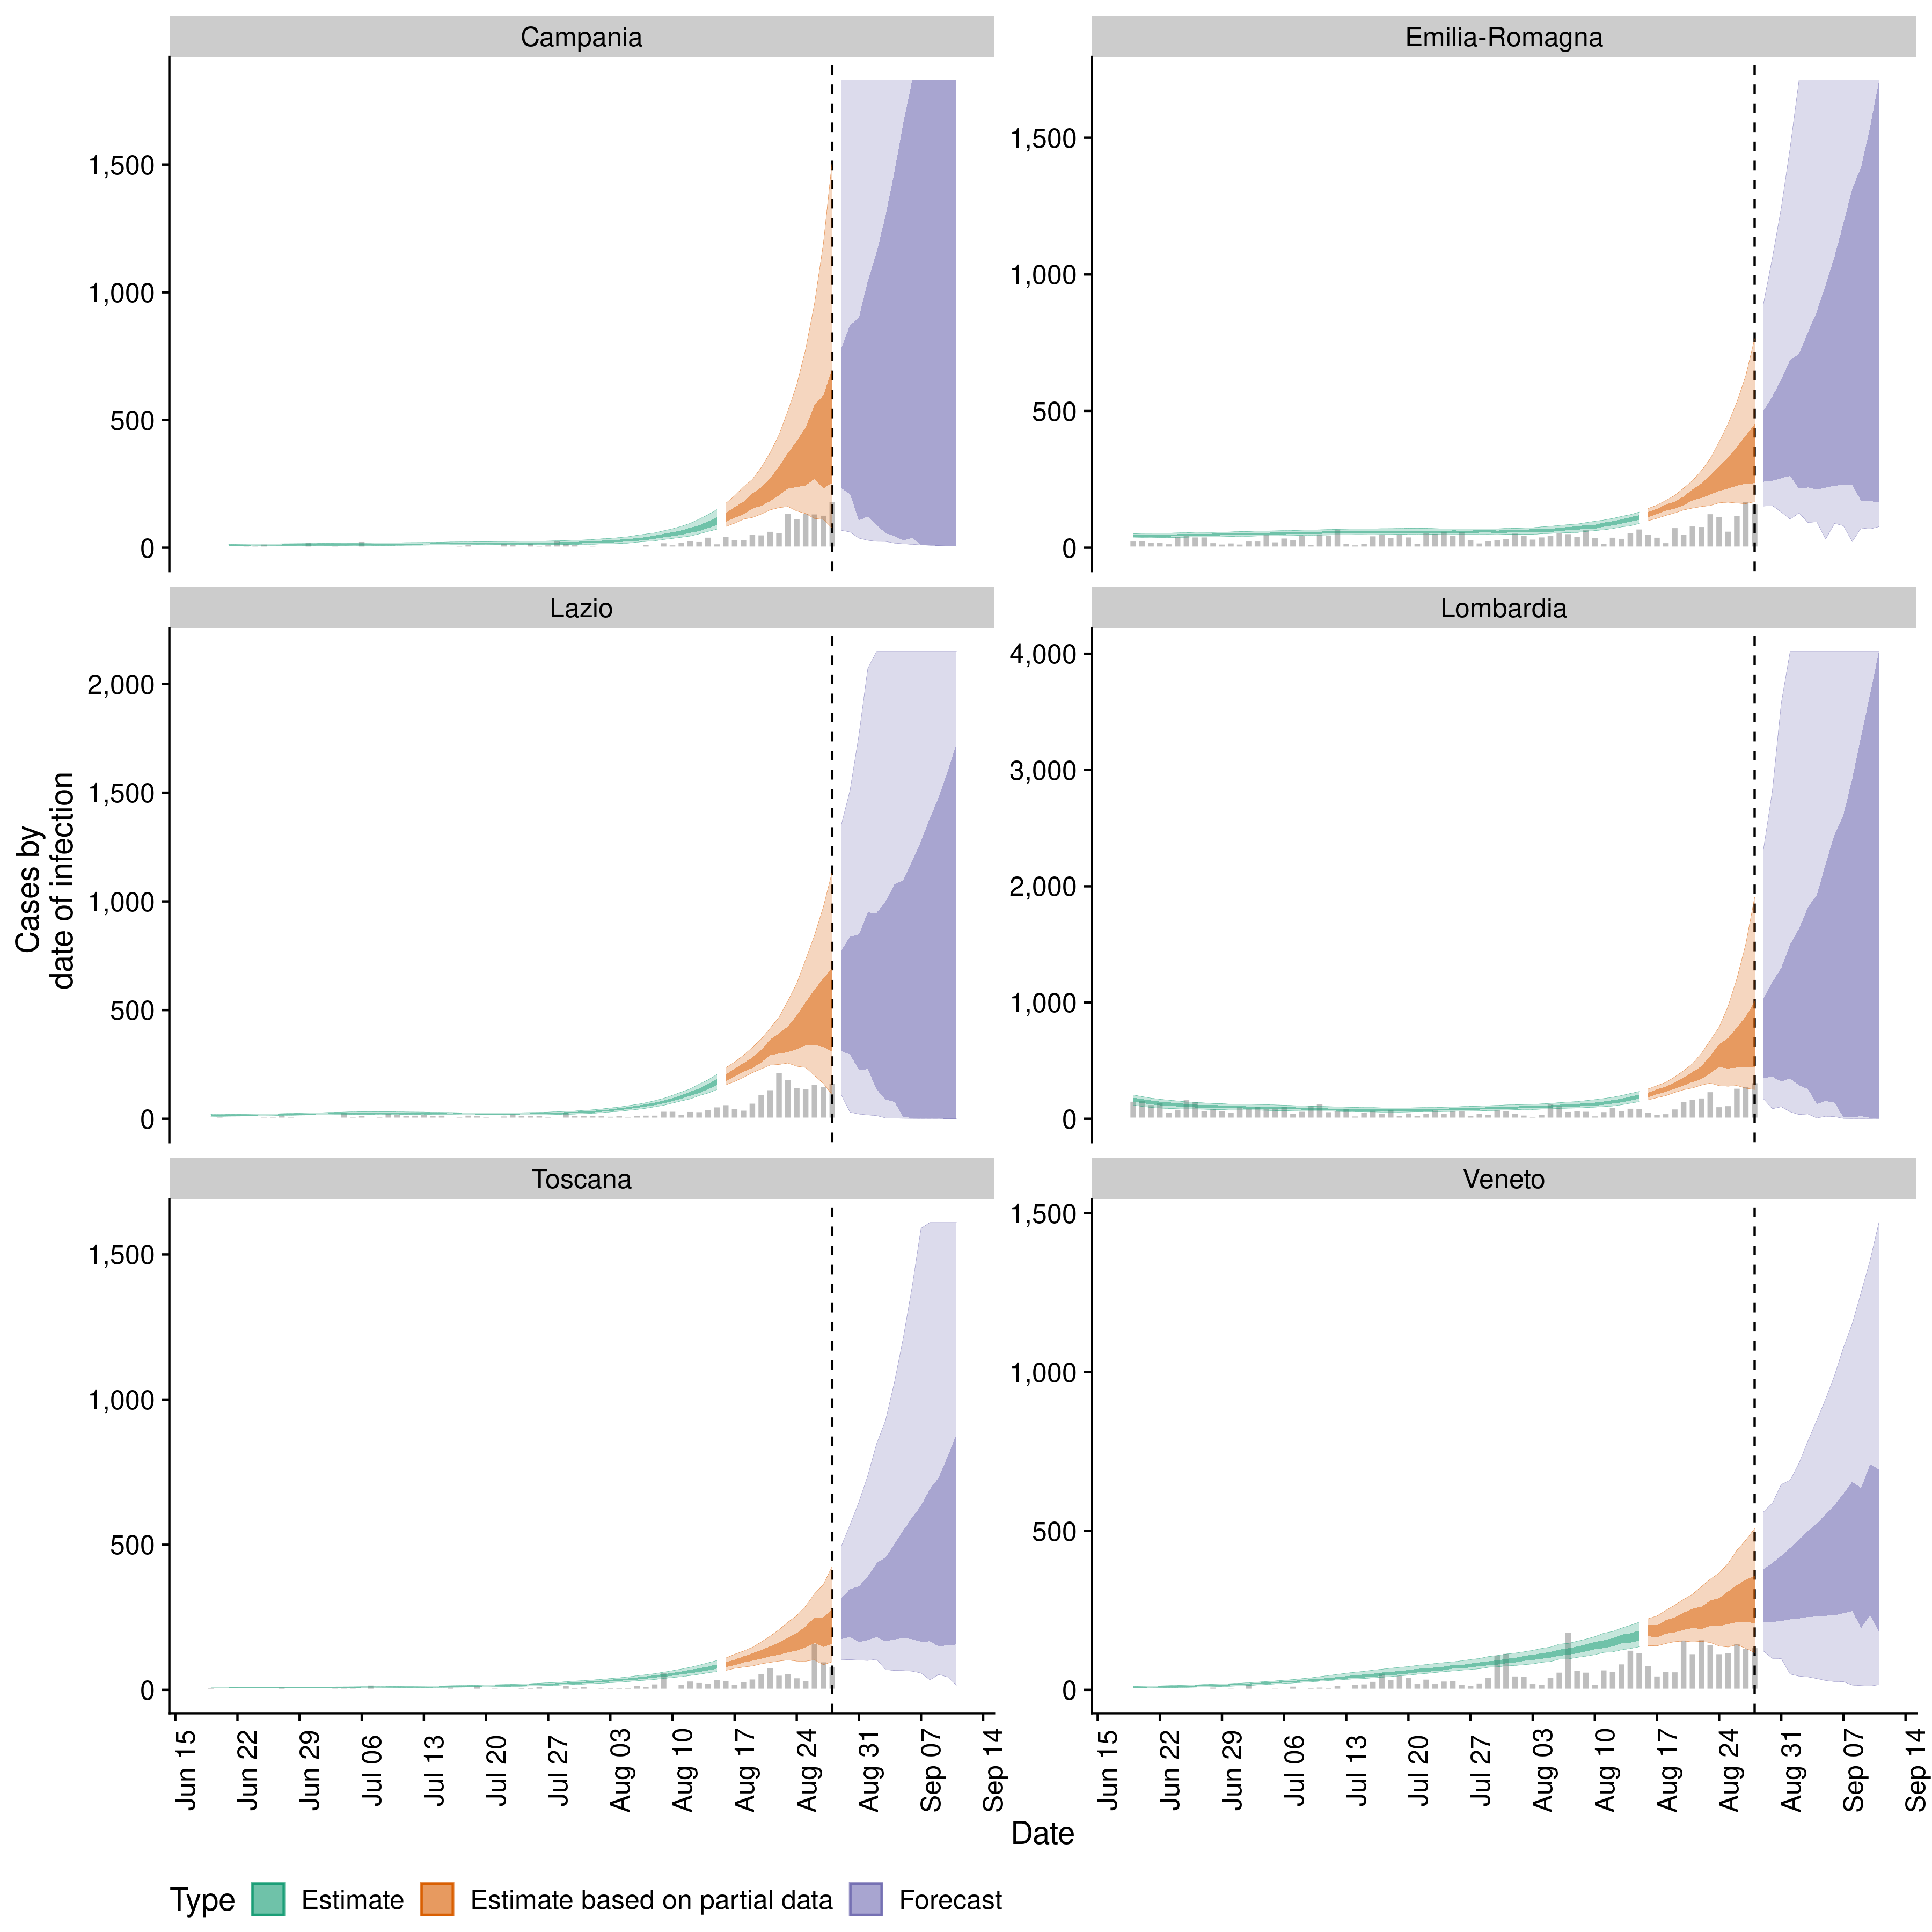 Campania
Emilia-Romagna
1,500
1,000
500
0
1,500
1,000
500
0
Lazio
Lombardia
2,000
1,500
1,000
500
0
4,000
3,000
2,000
1,000
0
Toscana
Veneto
1,500
1,000
500
0
1,500
1,000
500
0
Cases by
date of infection
Jun 15
Jun 22
Jun 29
Jul 06
Jul 13
Jul 20
Jul 27
Aug 03
Aug 10
Aug 17
Aug 24
Aug 31
Sep 07
Sep 14
Jun 15
Jun 22
Jun 29
Jul 06
Jul 13
Jul 20
Jul 27
Aug 03
Aug 10
Aug 17
Aug 24
Aug 31
Sep 07
Sep 14
Date
Type Estimate Estimate based on partial data Forecast